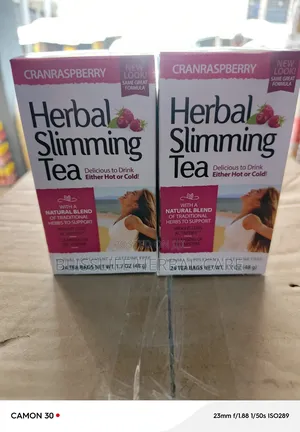 CRANRASPBERRY
NEW LOOK!
SAME GREAT
FORMULA
Herbal
Slimming
Tea
Delicious to Drink
Either Hot or Cold!
WITH A
NATURAL BLEND
OF TRADITIONAL
HERBS TO SUPPORT
24 TEA BAGS NET WT. 1.7 OZ (48 g)
CRANRASPBERRY
NEW LOOK!
SAME GREAT
FORMULA
Herbal
Slimming
Tea
Delicious to Drink
Either Hot or Cold!
WITH A
NATURAL BLEND
OF TRADITIONAL
HERBS TO SUPPORT
24 TEA BAGS NET WT. 1.7 OZ (48 g)
CAMON 30
23mm f/1.88 1/50s ISO289